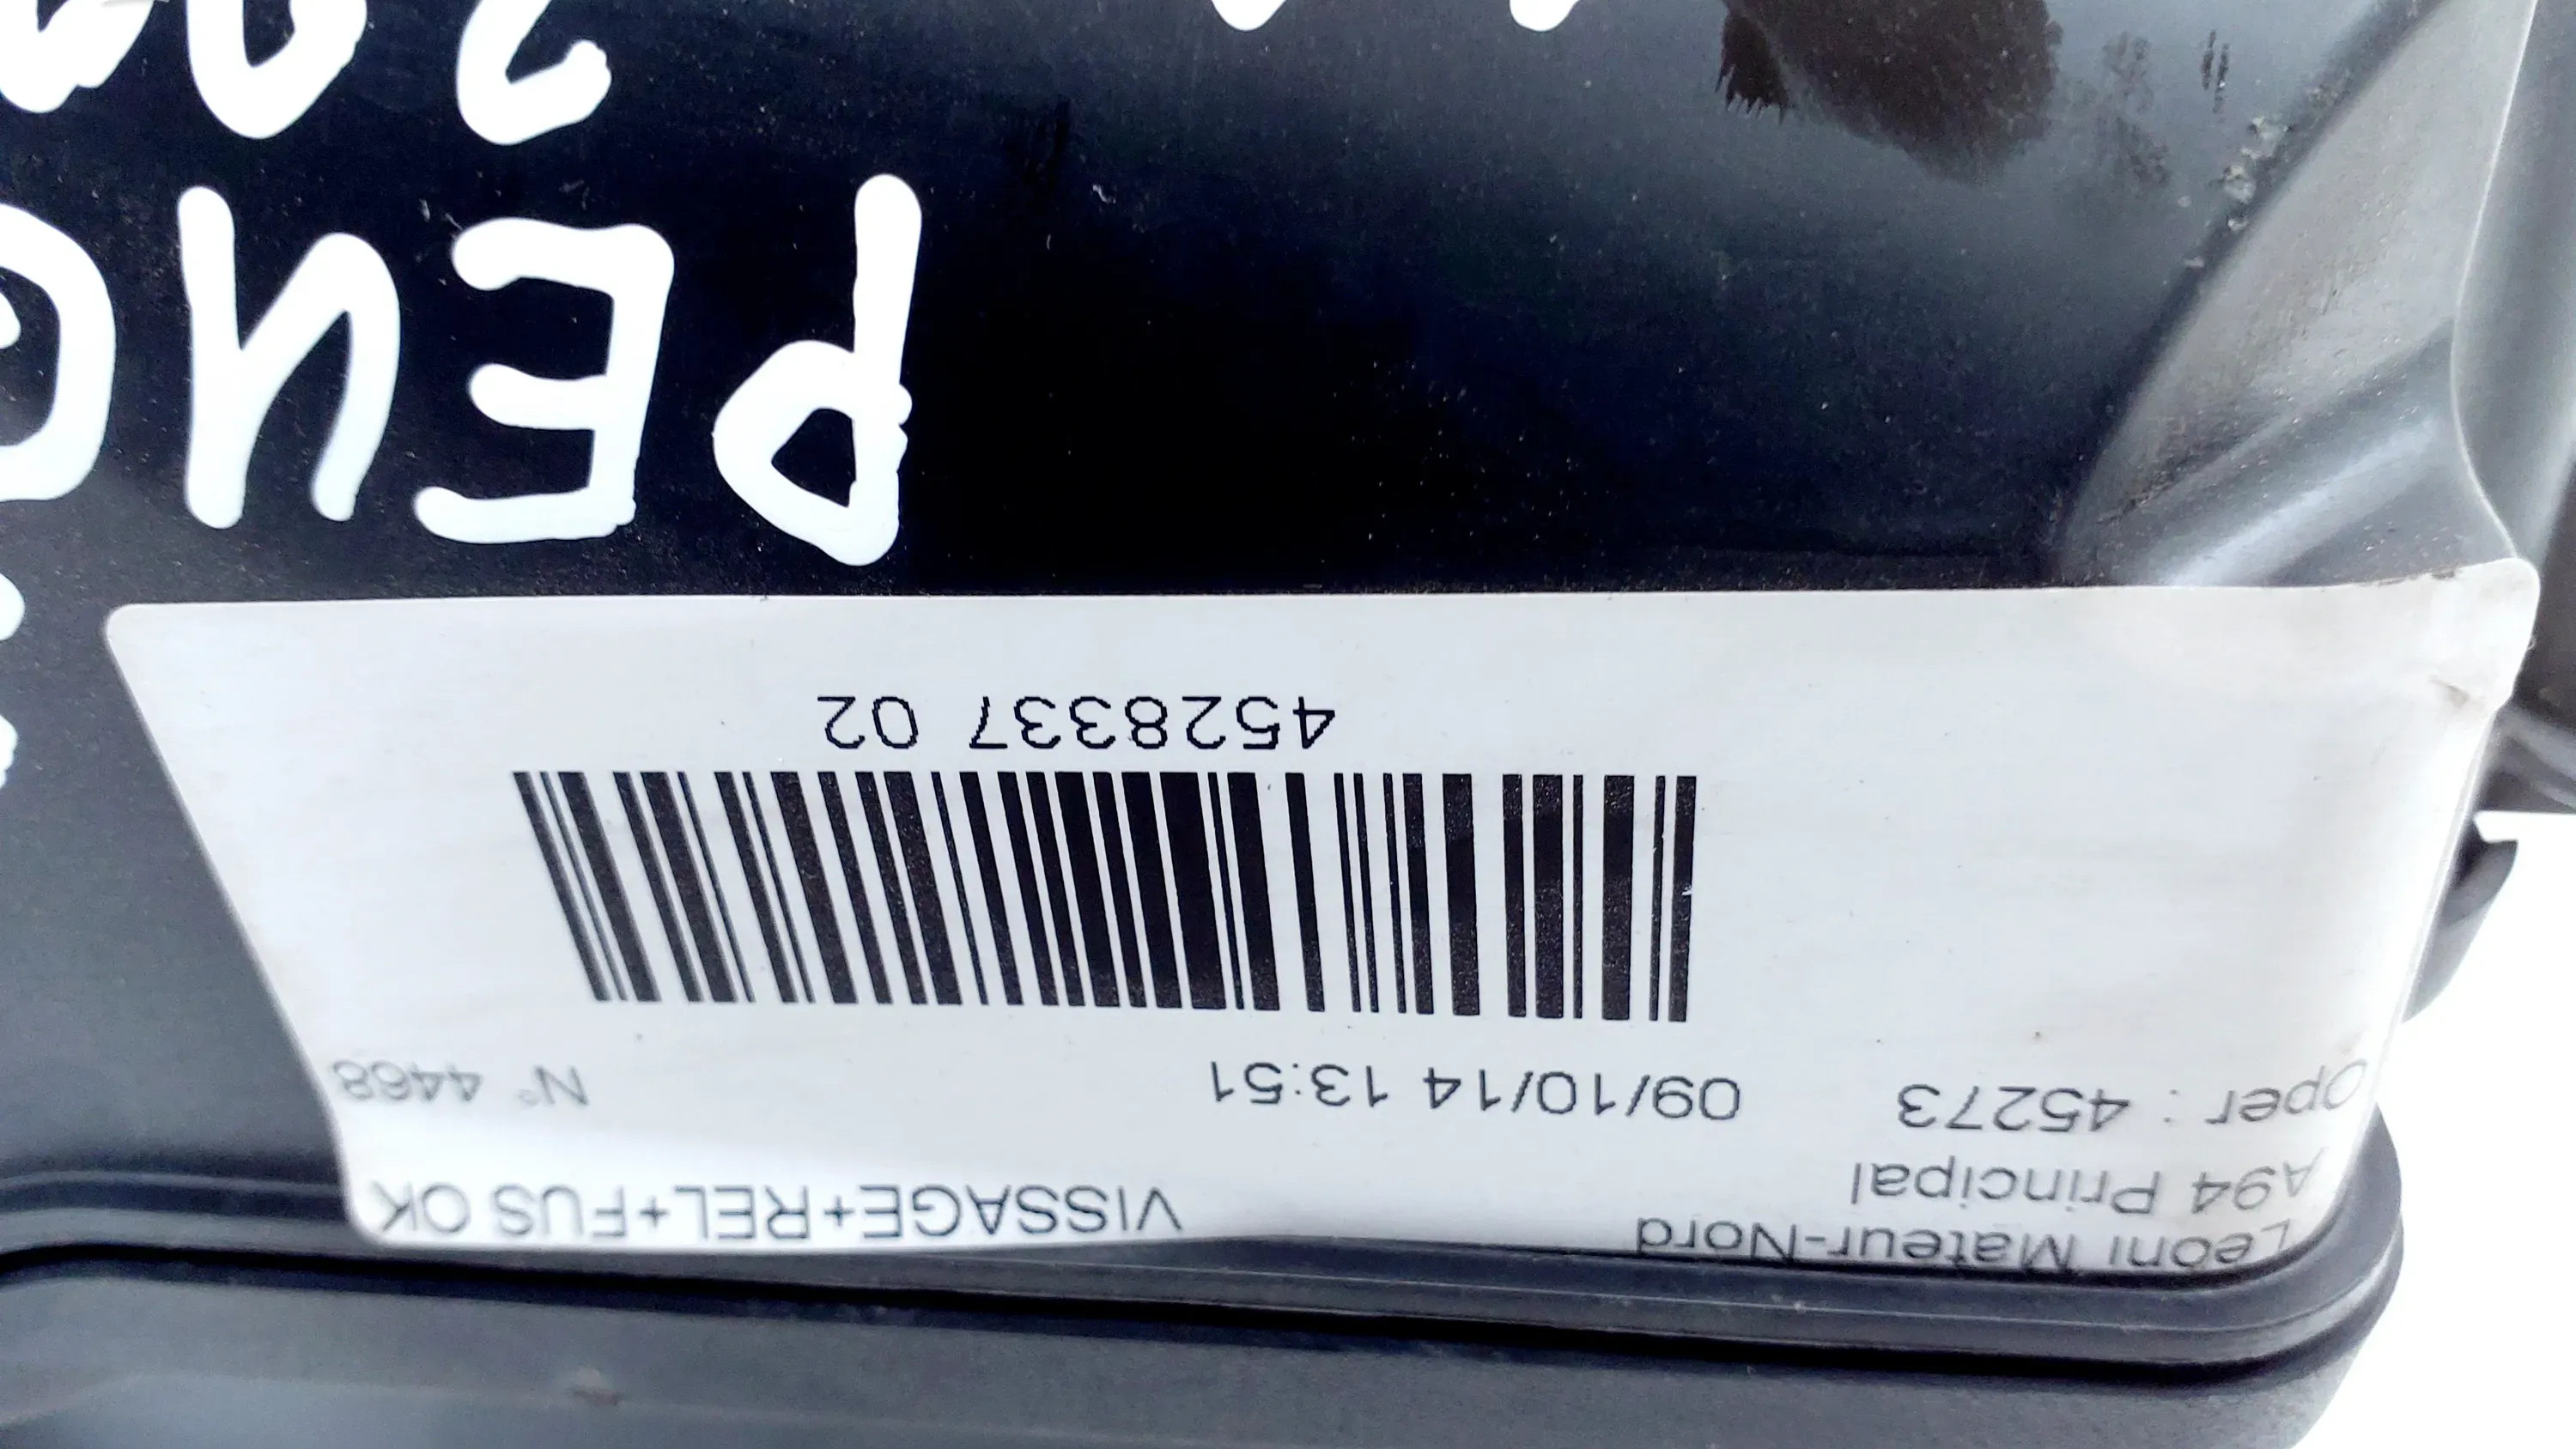 Leoni Mateur-Nord VISSAGE+REL+FUS OK
A94 Principal
Oper : 45273 09/10/14 13:51 N° 4468
4528337 02
PEUG